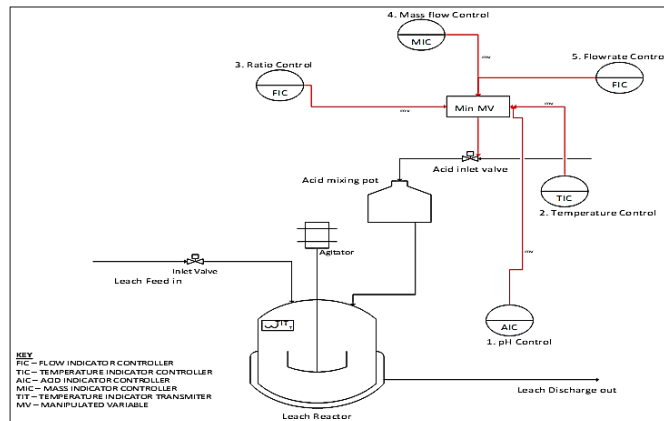 4. Mass flow Control
MIC
mv
3. Ratio Control
FIC
mv
5. Flowrate Control
FIC
Min MV
mv
Acid inlet valve
Acid mixing pot
TIC
2. Temperature Control
mv
Agitator
Inlet Valve
Leach Feed in
TIT
AIC
1. pH Control
KEY
FIC – FLOW INDICATOR CONTROLLER
TIC – TEMPERATURE INDICATOR CONTROLLER
AIC – ACID INDICATOR CONTROLLER
MIC – MASS INDICATOR CONTROLLER
TIT – TEMPERATURE INDICATOR TRANSMITER
MV – MANIPULATED VARIABLE
Leach Discharge out
Leach Reactor